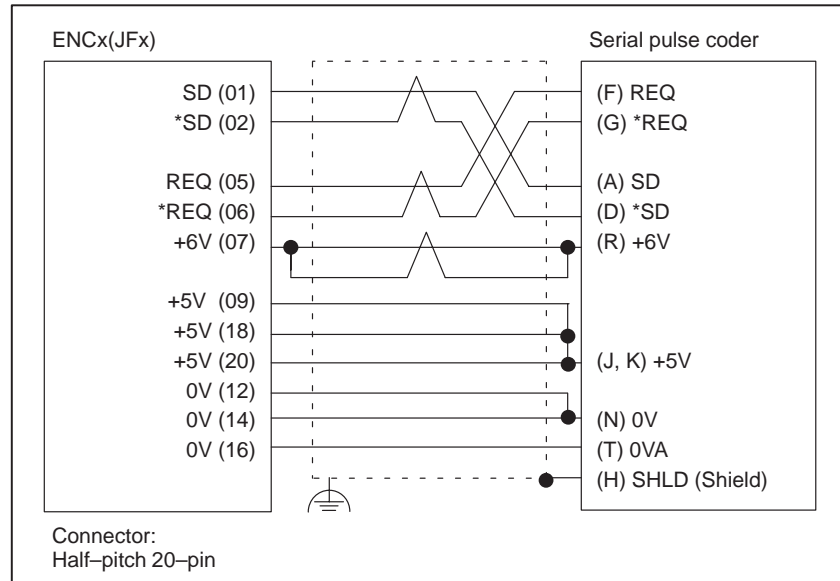 ENCx(JFx)
Serial pulse coder
SD (01)
*SD (02)
REQ (05)
*REQ (06)
+6V (07)
+5V (09)
+5V (18)
+5V (20)
0V (12)
0V (14)
0V (16)
(F) REQ
(G) *REQ
(A) SD
(D) *SD
(R) +6V
(J, K) +5V
(N) 0V
(T) 0VA
(H) SHLD (Shield)
Connector:
Half–pitch 20–pin